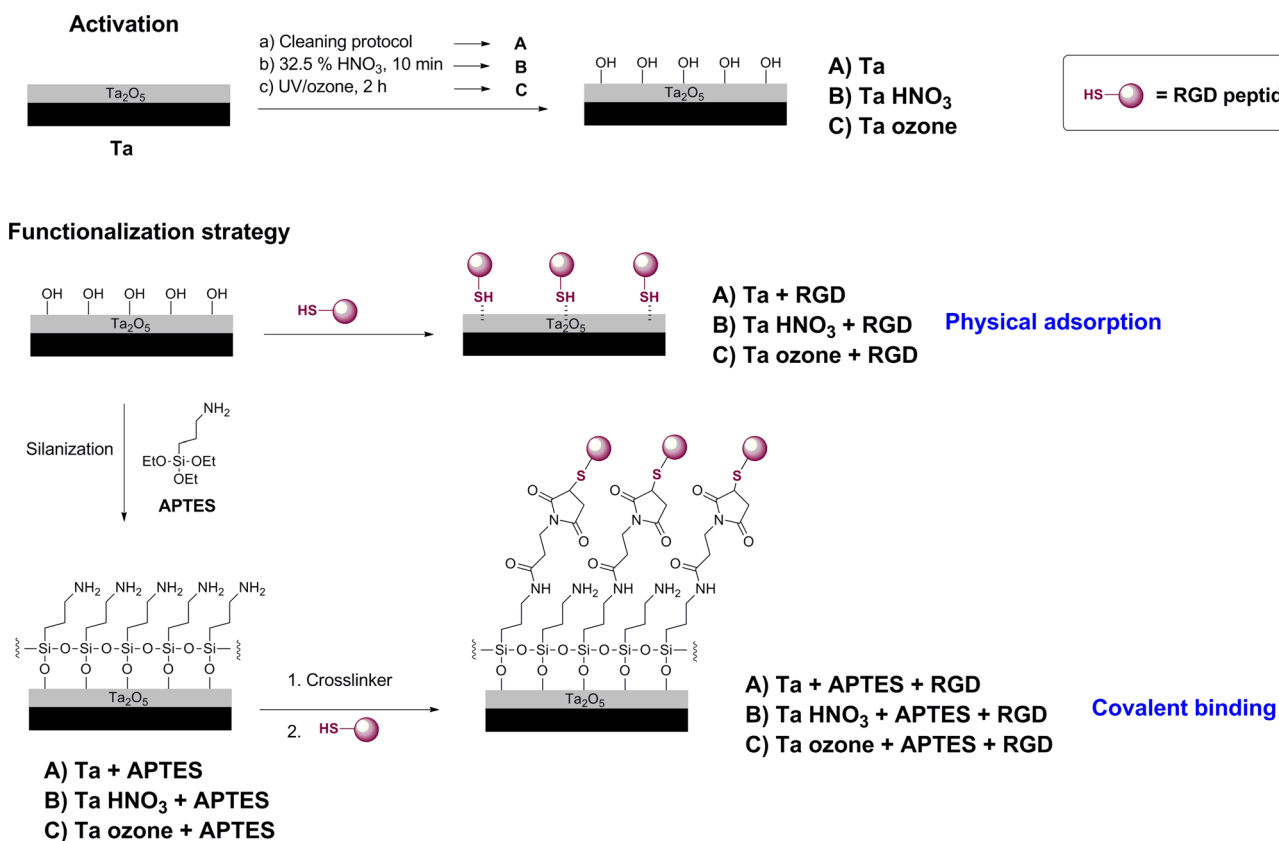 Activation
a) Cleaning protocol A
b) 32.5 % HNO₃, 10 min B
c) UV/ozone, 2 h C
Ta₂O₅
Ta
OH OH OH OH OH
Ta₂O₅
A) Ta
B) Ta HNO₃
C) Ta ozone
HS = RGD peptid
Functionalization strategy
OH OH OH OH OH
Ta₂O₅
HS
SH SH SH
Ta₂O₅
A) Ta + RGD
B) Ta HNO₃ + RGD
C) Ta ozone + RGD
Physical adsorption
Silanization
NH₂
EtO-Si-OEt
OEt
APTES
NH₂ NH₂ NH₂ NH₂ NH₂
Si-O-Si-O-Si-O-Si-O-Si
O O O O O
Ta₂O₅
A) Ta + APTES
B) Ta HNO₃ + APTES
C) Ta ozone + APTES
1. Crosslinker
2. HS
S S S
O O O
N N N
O O O
O O O
NH NH₂ NH NH₂ NH
Si-O-Si-O-Si-O-Si-O-Si
O O O O O
Ta₂O₅
A) Ta + APTES + RGD
B) Ta HNO₃ + APTES + RGD
C) Ta ozone + APTES + RGD
Covalent binding